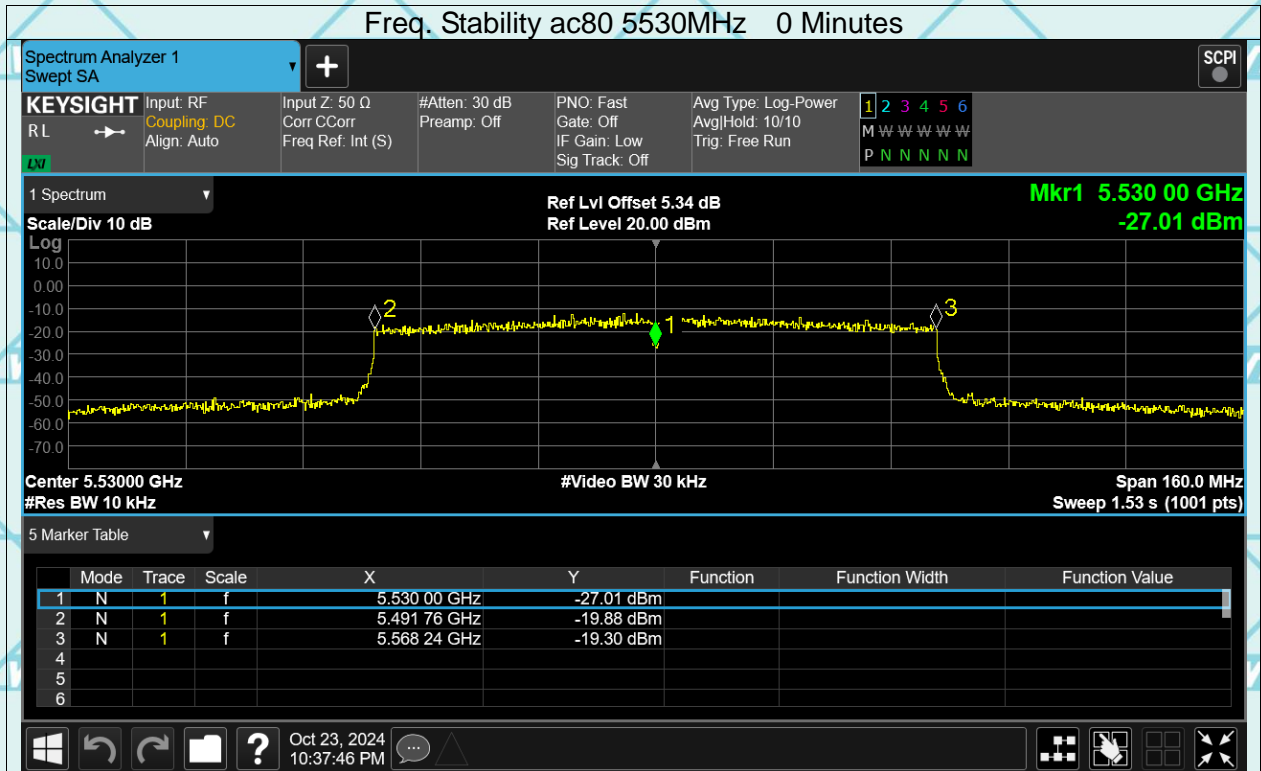 Freq. Stability ac80 5530MHz 0 Minutes
Spectrum Analyzer 1
Swept SA
+
SCPI
KEYSIGHT
RL
LXI
Input: RF
Coupling: DC
Align: Auto
Input Z: 50 Ω
Corr CCorr
Freq Ref: Int (S)
#Atten: 30 dB
Preamp: Off
PNO: Fast
Gate: Off
IF Gain: Low
Sig Track: Off
Avg Type: Log-Power
Avg|Hold: 10/10
Trig: Free Run
1 2 3 4 5 6
M W W W W W
P N N N N N
1 Spectrum
Scale/Div 10 dB
Ref Lvl Offset 5.34 dB
Ref Level 20.00 dBm
Mkr1 5.530 00 GHz
-27.01 dBm
Log
10.0
0.00
-10.0
-20.0
-30.0
-40.0
-50.0
-60.0
-70.0
2
1
3
Center 5.53000 GHz
#Video BW 30 kHz
Span 160.0 MHz
#Res BW 10 kHz
Sweep 1.53 s (1001 pts)
5 Marker Table
Mode Trace Scale X Y Function Function Width Function Value
1 N 1 f 5.530 00 GHz -27.01 dBm
2 N 1 f 5.491 76 GHz -19.88 dBm
3 N 1 f 5.568 24 GHz -19.30 dBm
4
5
6
?
Oct 23, 2024
10:37:46 PM